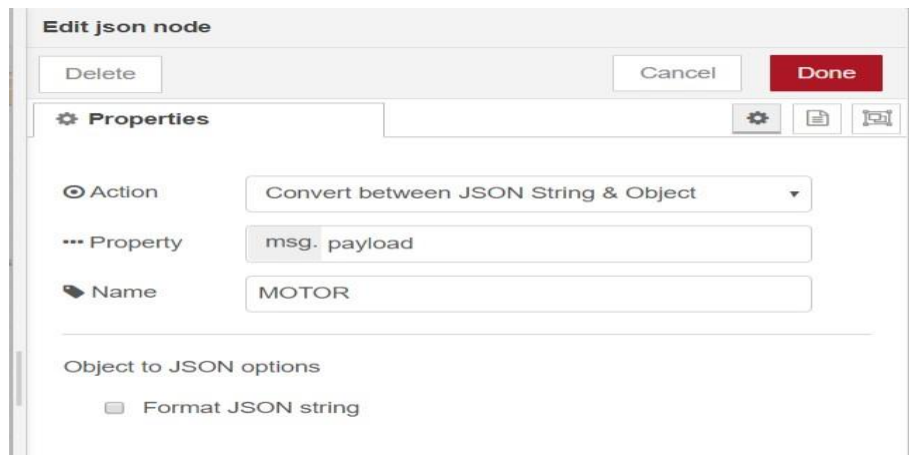 Edit json node
Delete Cancel Done
Properties
Action Convert between JSON String & Object
Property msg. payload
Name MOTOR
Object to JSON options
Format JSON string